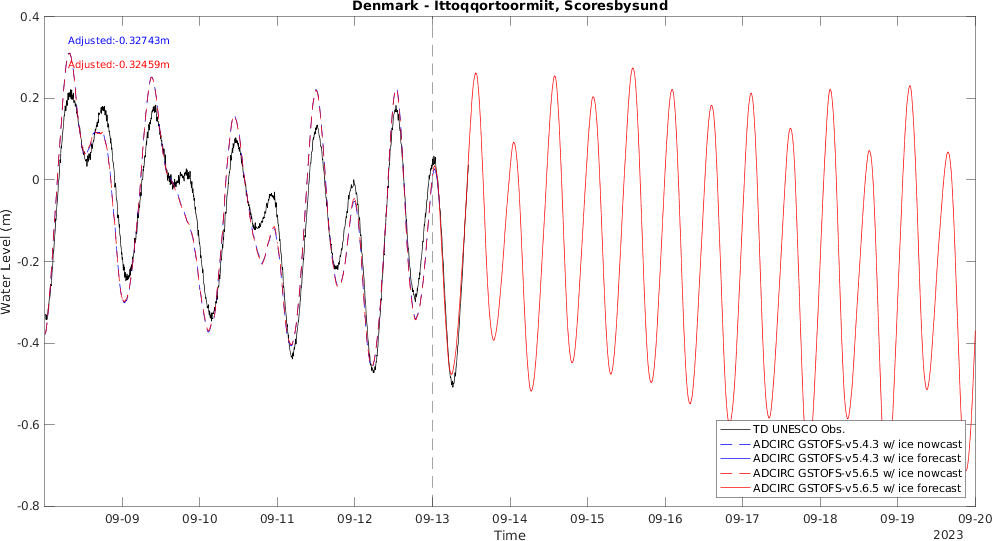 Denmark - Ittoqqortoormiit, Scoresbysund
Adjusted:-0.32743m
Adjusted:-0.32459m
0.4
0.2
0
-0.2
-0.4
-0.6
-0.8
Water Level (m)
TD UNESCO Obs.
ADCIRC GSTOFS-v5.4.3 w/ ice nowcast
ADCIRC GSTOFS-v5.4.3 w/ ice forecast
ADCIRC GSTOFS-v5.6.5 w/ ice nowcast
ADCIRC GSTOFS-v5.6.5 w/ ice forecast
09-09 09-10 09-11 09-12 09-13 09-14 09-15 09-16 09-17 09-18 09-19 09-20
Time
2023